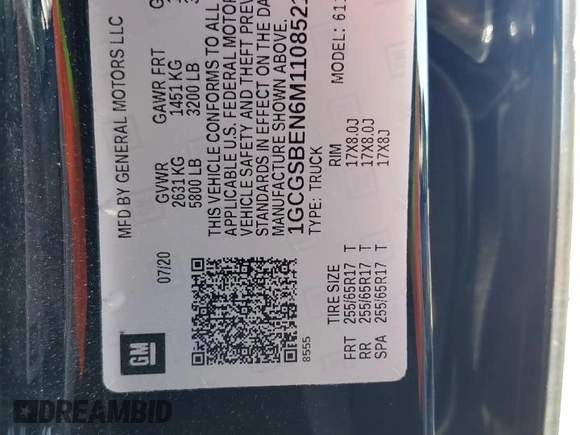 MFD BY GENERAL MOTORS LLC
07/20
GVWR
2631 KG
5800 LB
GAWR FRT
1451 KG
3200 LB
THIS VEHICLE CONFORMS TO ALL
APPLICABLE U.S. FEDERAL MOTOR
VEHICLE SAFETY AND THEFT PREV
STANDARDS IN EFFECT ON THE DA
MANUFACTURE SHOWN ABOVE.
1GCGSBEN6M1108522
TYPE: TRUCK
MODEL: 61
GM
8555
TIRE SIZE RIM
FRT 255/65R17 T 17X8.0J
RR 255/65R17 T 17X8.0J
SPA 255/65R17 T 17X8J
DREAMBID